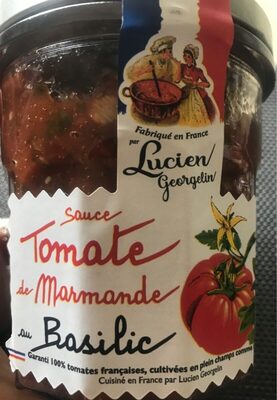 Fabriqué en France
par
Lucien
Georgelin
Sauce
Tomate
de Marmande
au Basilic
Garanti 100% tomates françaises, cultivées en plein champs comme
Cuisiné en France par Lucien Georgelin